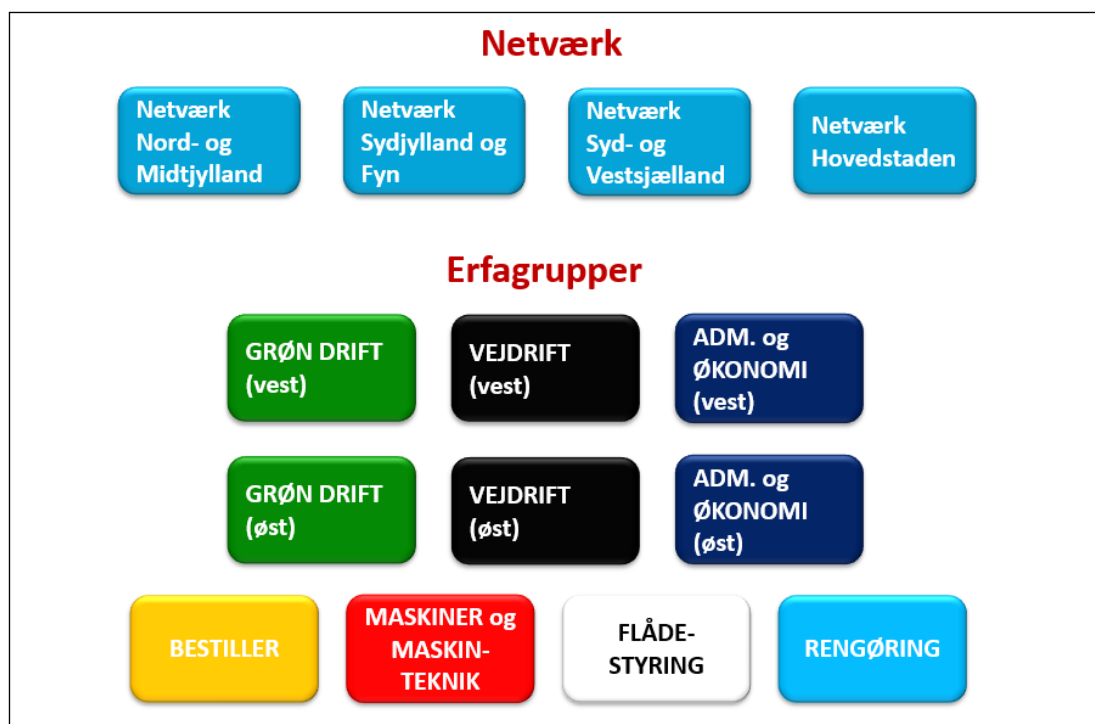 Netværk
Netværk
Nord- og
Midtjylland
Netværk
Sydjylland og
Fyn
Netværk
Syd- og
Vestsjælland
Netværk
Hovedstaden
Erfagrupper
GRØN DRIFT
(vest)
VEJDRIFT
(vest)
ADM. og
ØKONOMI
(vest)
GRØN DRIFT
(øst)
VEJDRIFT
(øst)
ADM. og
ØKONOMI
(øst)
BESTILLER
MASKINER og
MASKIN-
TEKNIK
FLÅDE-
STYRING
RENGØRING